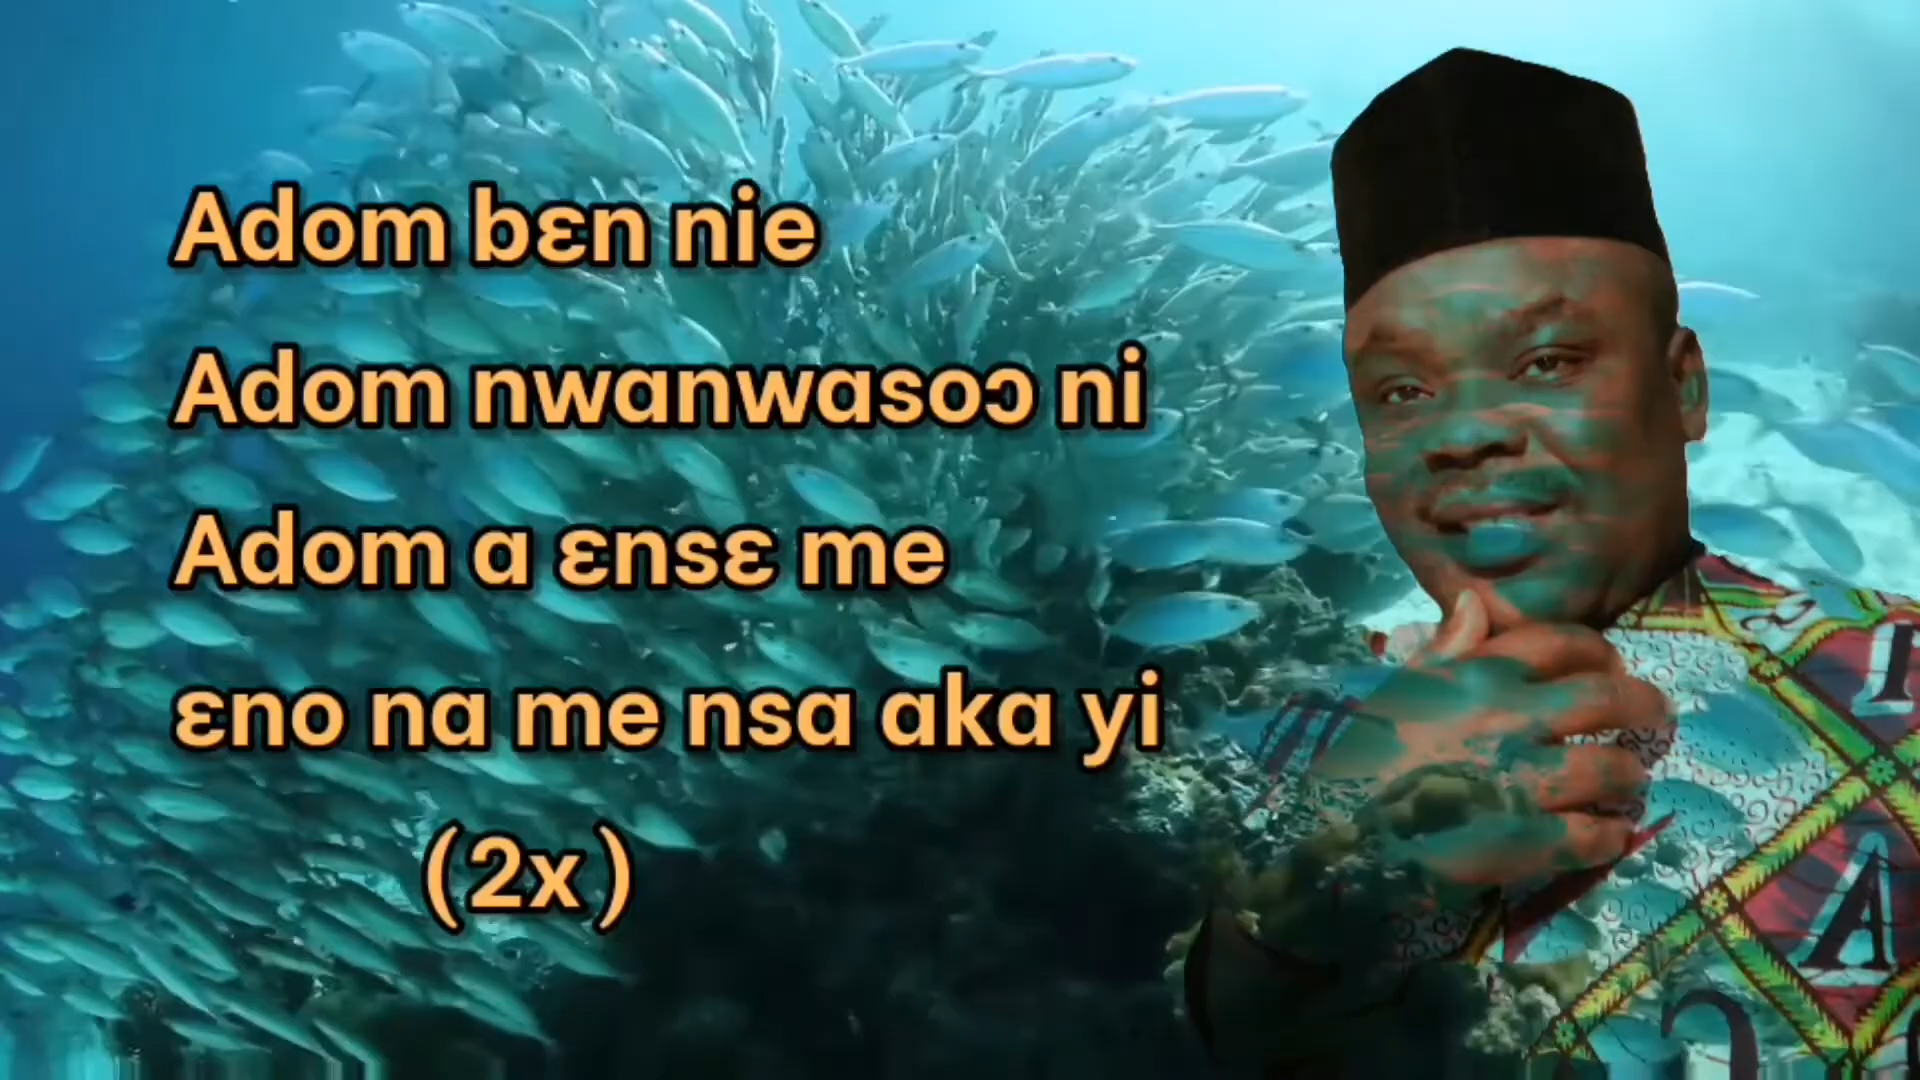 Adom bɛn nie
Adom nwanwasoɔ ni
Adom a ɛnsɛ me
ɛno na me nsa aka yi
(2x)